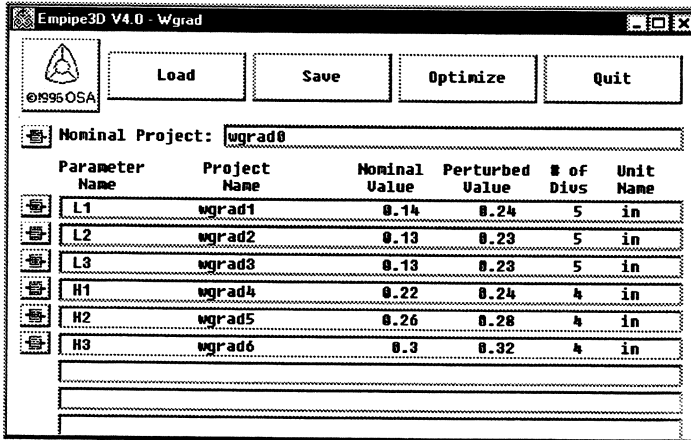 Empipe3D V4.0 - Wgrad
Load Save Optimize Quit
©1996 OSA
Nominal Project: wgrad0
Parameter Project Nominal Perturbed # of Unit
Name Name Value Value Divs Name
L1 wgrad1 0.14 0.24 5 in
L2 wgrad2 0.13 0.23 5 in
L3 wgrad3 0.13 0.23 5 in
H1 wgrad4 0.22 0.24 4 in
H2 wgrad5 0.26 0.28 4 in
H3 wgrad6 0.3 0.32 4 in